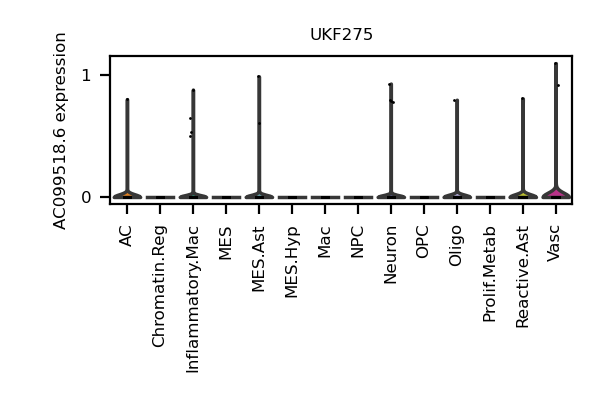 UKF275
AC099518.6 expression
1
0
AC
Chromatin.Reg
Inflammatory.Mac
MES
MES.Ast
MES.Hyp
Mac
NPC
Neuron
OPC
Oligo
Prolif.Metab
Reactive.Ast
Vasc